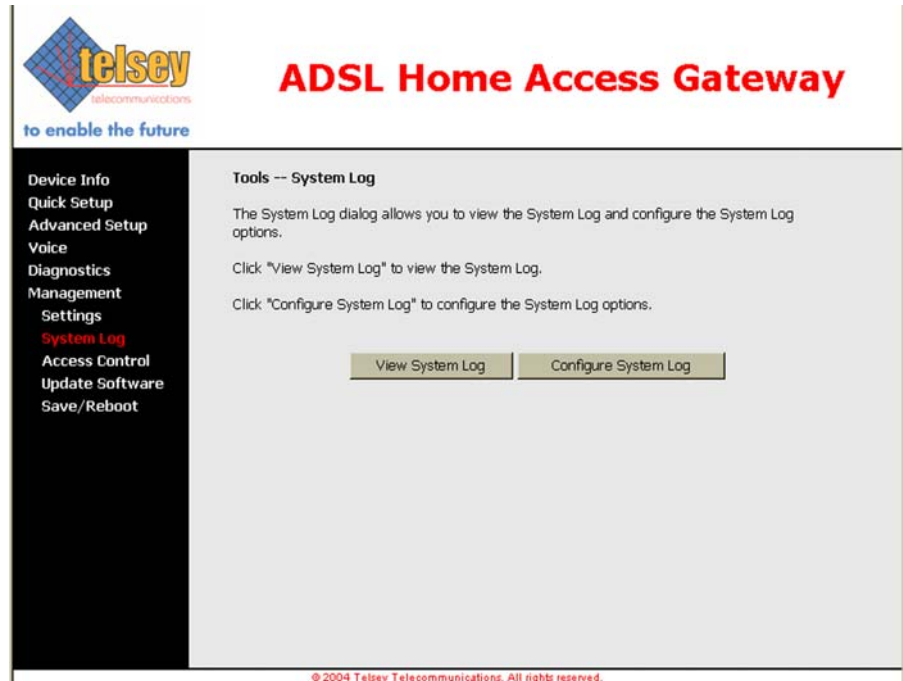 telsey
telecommunications
to enable the future
ADSL Home Access Gateway
Device Info
Quick Setup
Advanced Setup
Voice
Diagnostics
Management
Settings
System Log
Access Control
Update Software
Save/Reboot
Tools -- System Log
The System Log dialog allows you to view the System Log and configure the System Log
options.
Click "View System Log" to view the System Log.
Click "Configure System Log" to configure the System Log options.
View System Log
Configure System Log
© 2004 Telsey Telecommunications. All rights reserved.